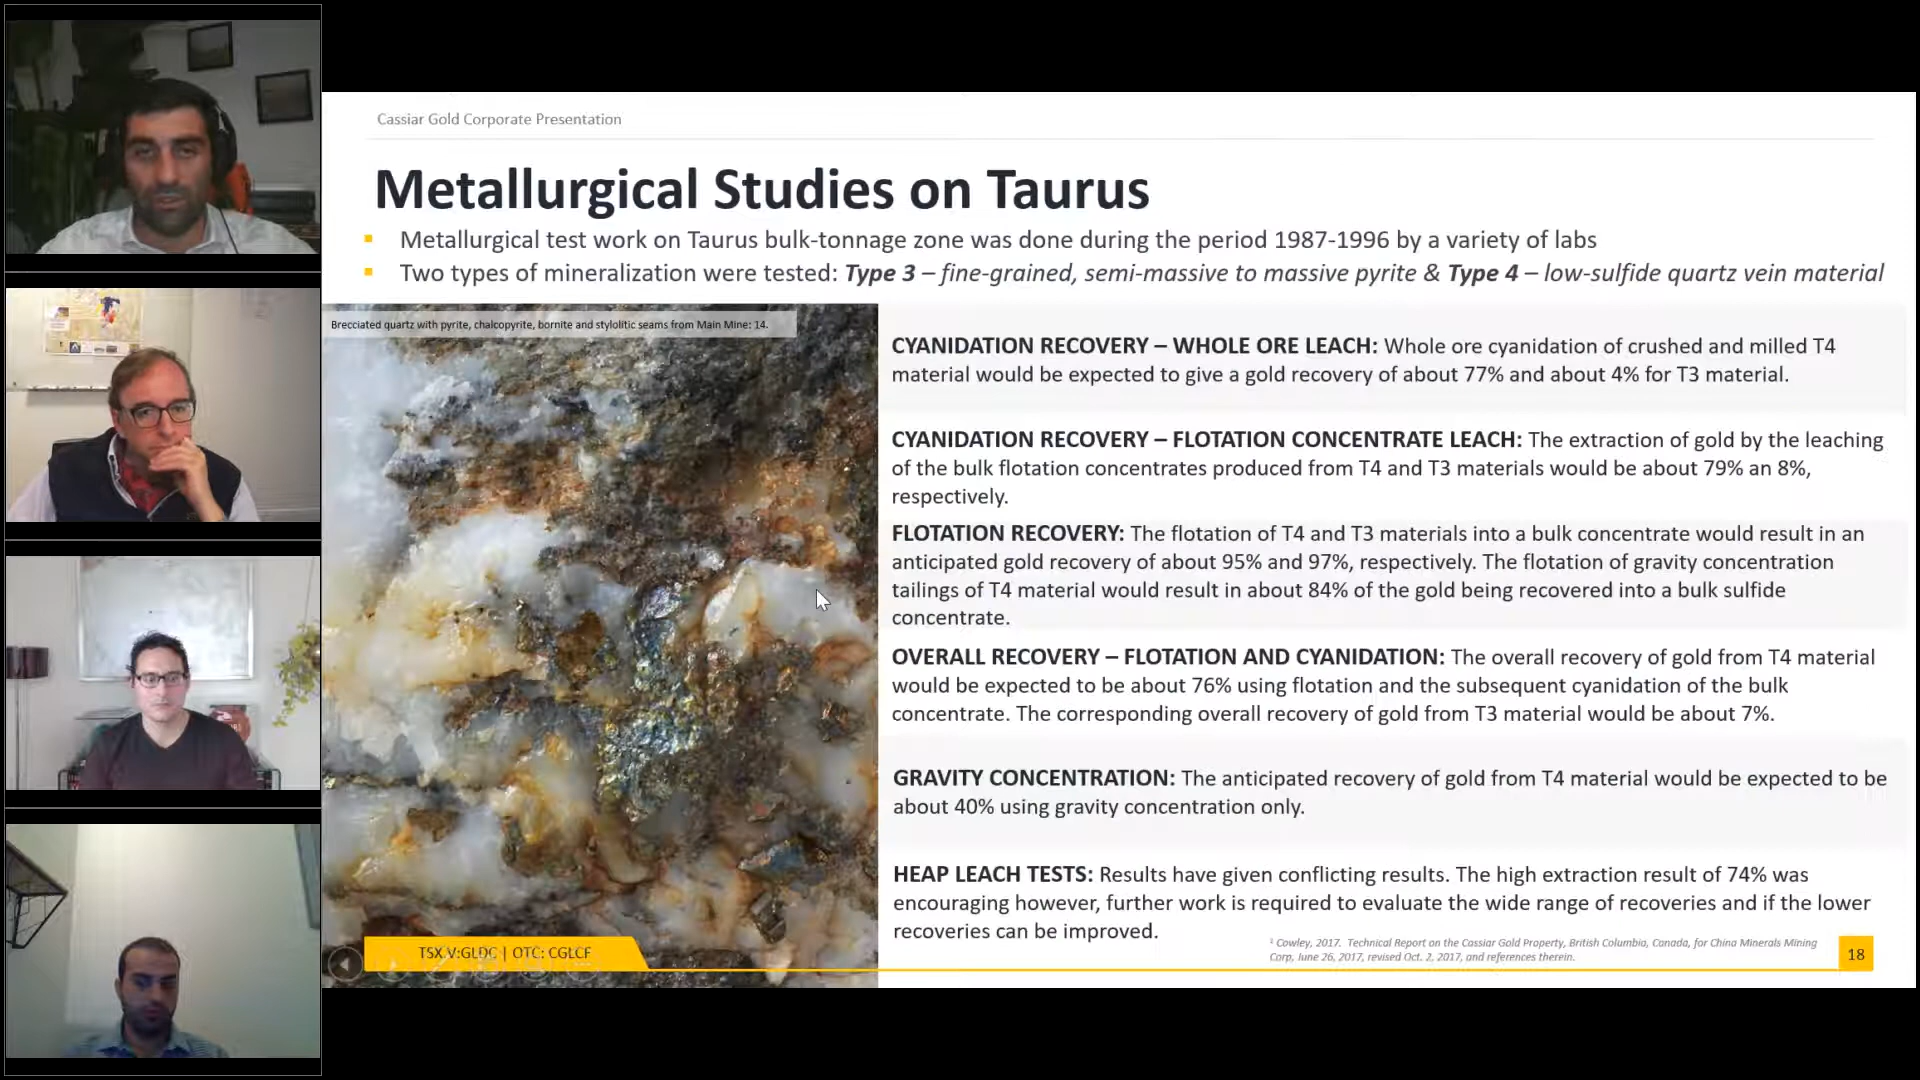 Cassiar Gold Corporate Presentation
Metallurgical Studies on Taurus
Metallurgical test work on Taurus bulk-tonnage zone was done during the period 1987-1996 by a variety of labs
Two types of mineralization were tested: Type 3 – fine-grained, semi-massive to massive pyrite & Type 4 – low-sulfide quartz vein material
Brecciated quartz with pyrite, chalcopyrite, bornite and stylolitic seams from Main Mine: 14.
CYANIDATION RECOVERY – WHOLE ORE LEACH: Whole ore cyanidation of crushed and milled T4
material would be expected to give a gold recovery of about 77% and about 4% for T3 material.
CYANIDATION RECOVERY – FLOTATION CONCENTRATE LEACH: The extraction of gold by the leaching
of the bulk flotation concentrates produced from T4 and T3 materials would be about 79% an 8%,
respectively.
FLOTATION RECOVERY: The flotation of T4 and T3 materials into a bulk concentrate would result in an
anticipated gold recovery of about 95% and 97%, respectively. The flotation of gravity concentration
tailings of T4 material would result in about 84% of the gold being recovered into a bulk sulfide
concentrate.
OVERALL RECOVERY – FLOTATION AND CYANIDATION: The overall recovery of gold from T4 material
would be expected to be about 76% using flotation and the subsequent cyanidation of the bulk
concentrate. The corresponding overall recovery of gold from T3 material would be about 7%.
GRAVITY CONCENTRATION: The anticipated recovery of gold from T4 material would be expected to be
about 40% using gravity concentration only.
HEAP LEACH TESTS: Results have given conflicting results. The high extraction result of 74% was
encouraging however, further work is required to evaluate the wide range of recoveries and if the lower
recoveries can be improved.
TSX.V:GLDC | OTC: CGLCF
1 Cowley, 2017. Technical Report on the Cassiar Gold Property, British Columbia, Canada, for China Minerals Mining
Corp, June 26, 2017, revised Oct. 2, 2017, and references therein.
18